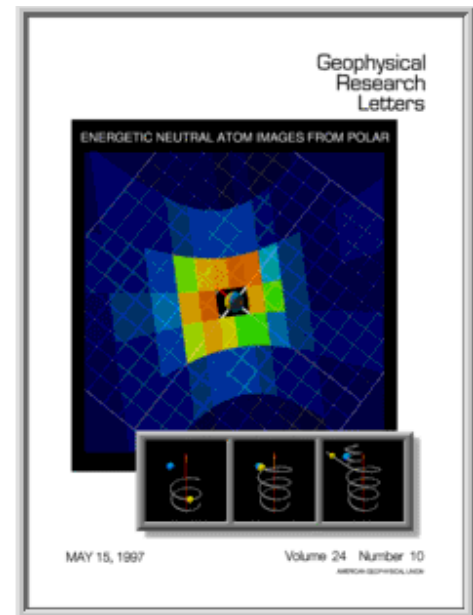 Geophysical
Research
Letters
ENERGETIC NEUTRAL ATOM IMAGES FROM POLAR
MAY 15, 1997
Volume 24 Number 10
AMERICAN GEOPHYSICAL UNION